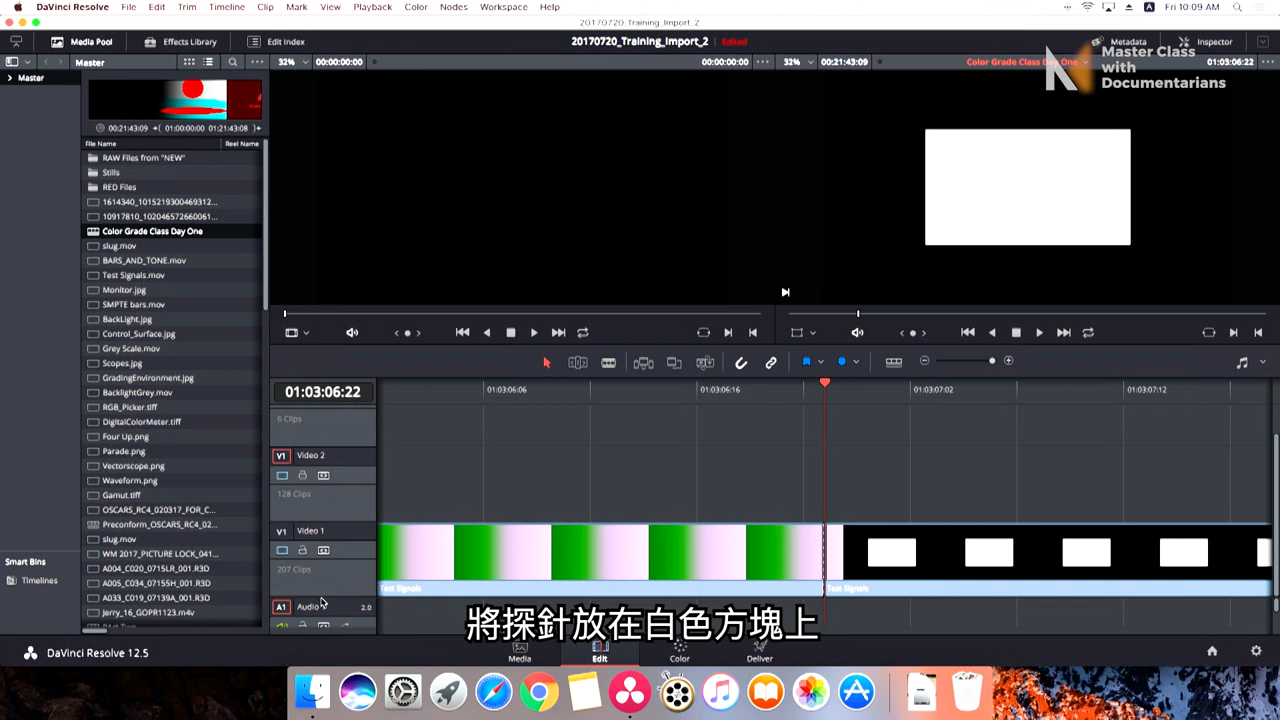 DaVinci Resolve File Edit Trim Timeline Clip Mark View Playback Color Nodes Workspace Help
Fri 10:09 AM
20170720_Training_Import_2
Media Pool Effects Library Edit Index
20170720_Training_Import_2 Edited
Metadata Inspector
Master
32% 00:00:00:00
00:00:00:00
32% 00:21:43:09
Color Grade Class Day One
01:03:06:22
Master Class
with
Documentarians
Master
00:21:43:09 01:00:00:00 01:21:43:08
File Name Reel Name
RAW Files from "NEW"
Stills
RED Files
1614340_1015219300469312...
10917810_102046572660061...
Color Grade Class Day One
slug.mov
BARS_AND_TONE.mov
Test Signals.mov
Monitor.jpg
SMPTE bars.mov
BackLight.jpg
Control_Surface.jpg
Grey Scale.mov
Scopes.jpg
GradingEnvironment.jpg
BacklightGrey.mov
RGB_Picker.tiff
DigitalColorMeter.tiff
Four Up.png
Parade.png
Vectorscope.png
Waveform.png
Gamut.tiff
OSCARS_RC4_020317_FOR_C...
Preconform_OSCARS_RC4_02...
slug.mov
WM 2017_PICTURE LOCK_041...
A004_C020_0715LR_001.R3D
A005_C034_07155H_001.R3D
A033_C019_07139A_001.R3D
Jerry_16_GOPR1123.m4v
Smart Bins
Timelines
01:03:06:22
01:03:06:06
01:03:06:16
01:03:07:02
01:03:07:12
6 Clips
V1 Video 2
128 Clips
V1 Video 1
207 Clips
A1 Audio 2.0
Test Signals
Test Signals
將探針放在白色方塊上
DaVinci Resolve 12.5
Media Edit Color Deliver